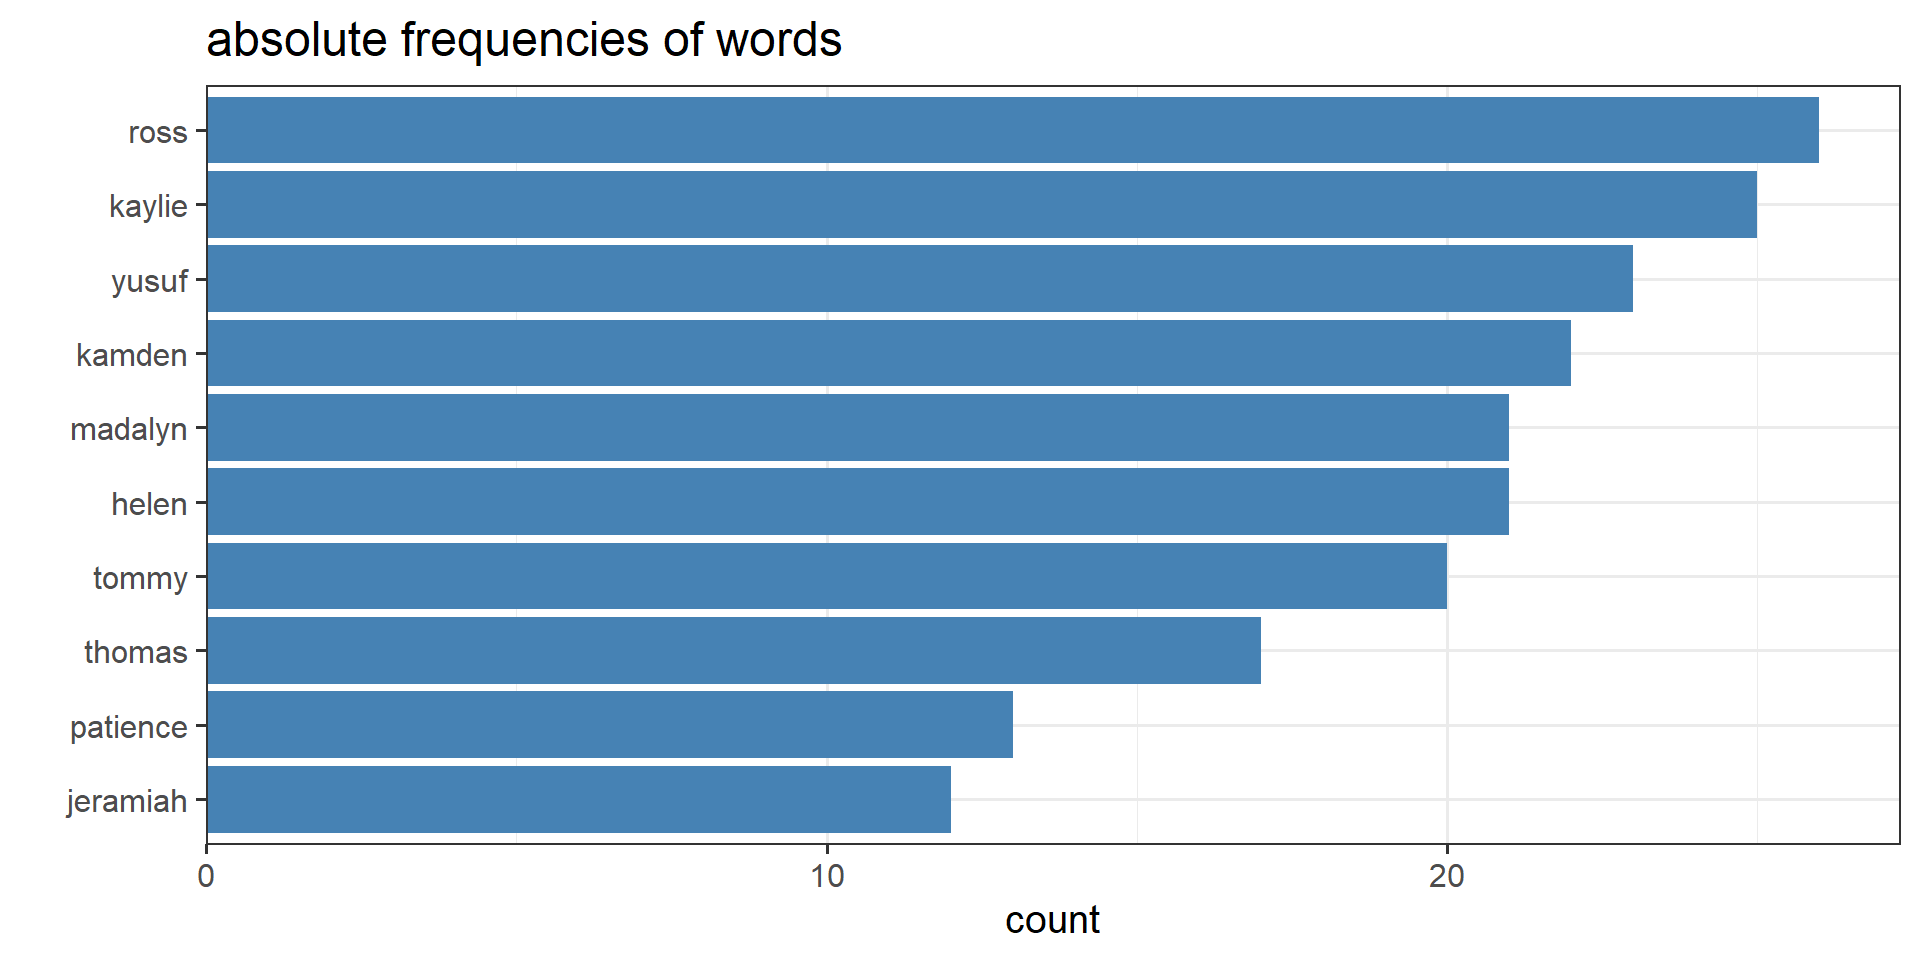 absolute frequencies of words
ross
kaylie
yusuf
kamden
madalyn
helen
tommy
thomas
patience
jeramiah
0 10 20
count